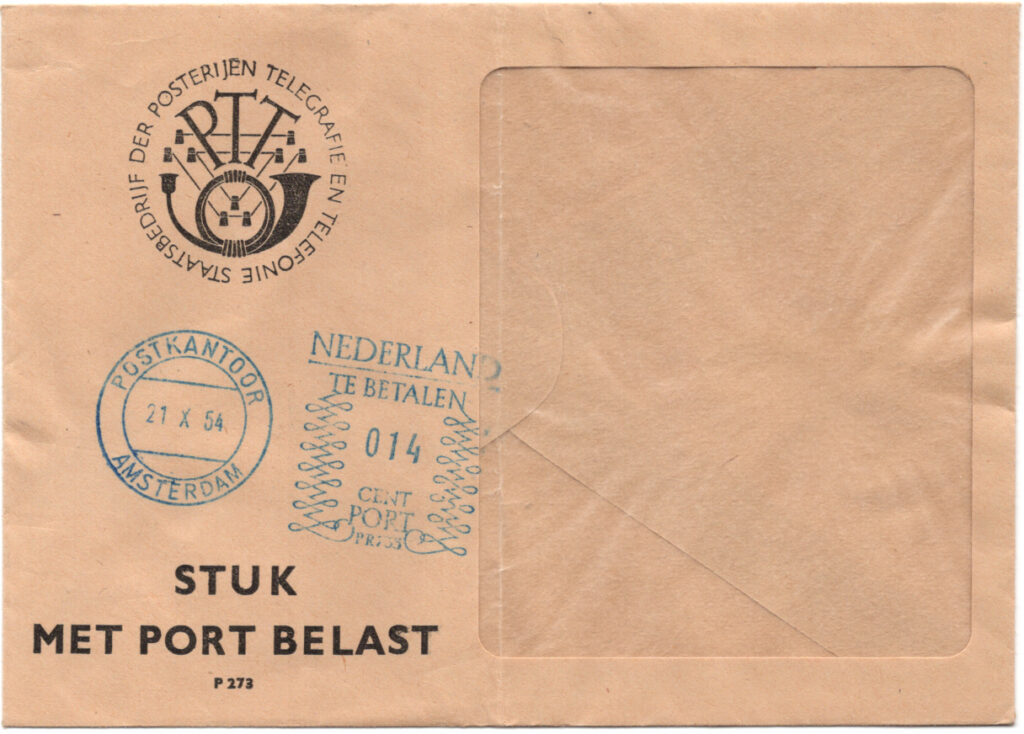 STAATSBEDRIJF DER POSTERIJEN TELEGRAFIE EN TELEFONIE
PTT
POSTKANTOOR
21 X 54
AMSTERDAM
NEDERLAND
TE BETALEN
014
CENT
PORT
STUK
MET PORT BELAST
P 273